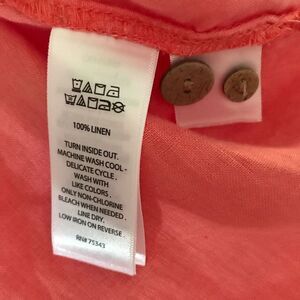 100% LINEN
TURN INSIDE OUT.
MACHINE WASH COOL -
DELICATE CYCLE .
WASH WITH
LIKE COLORS .
ONLY NON-CHLORINE
BLEACH WHEN NEEDED .
LINE DRY.
LOW IRON ON REVERSE
RN# 75343